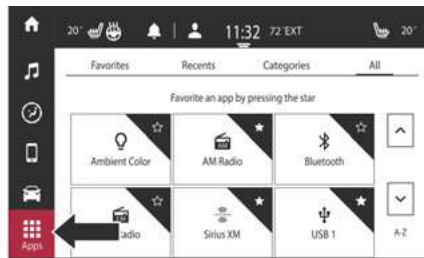 20° 11:32 72°EXT 20°
Favorites Recents Categories All
Favorite an app by pressing the star
Ambient Color AM Radio Bluetooth
AM
adio Sirius XM USB 1
A-Z
Apps